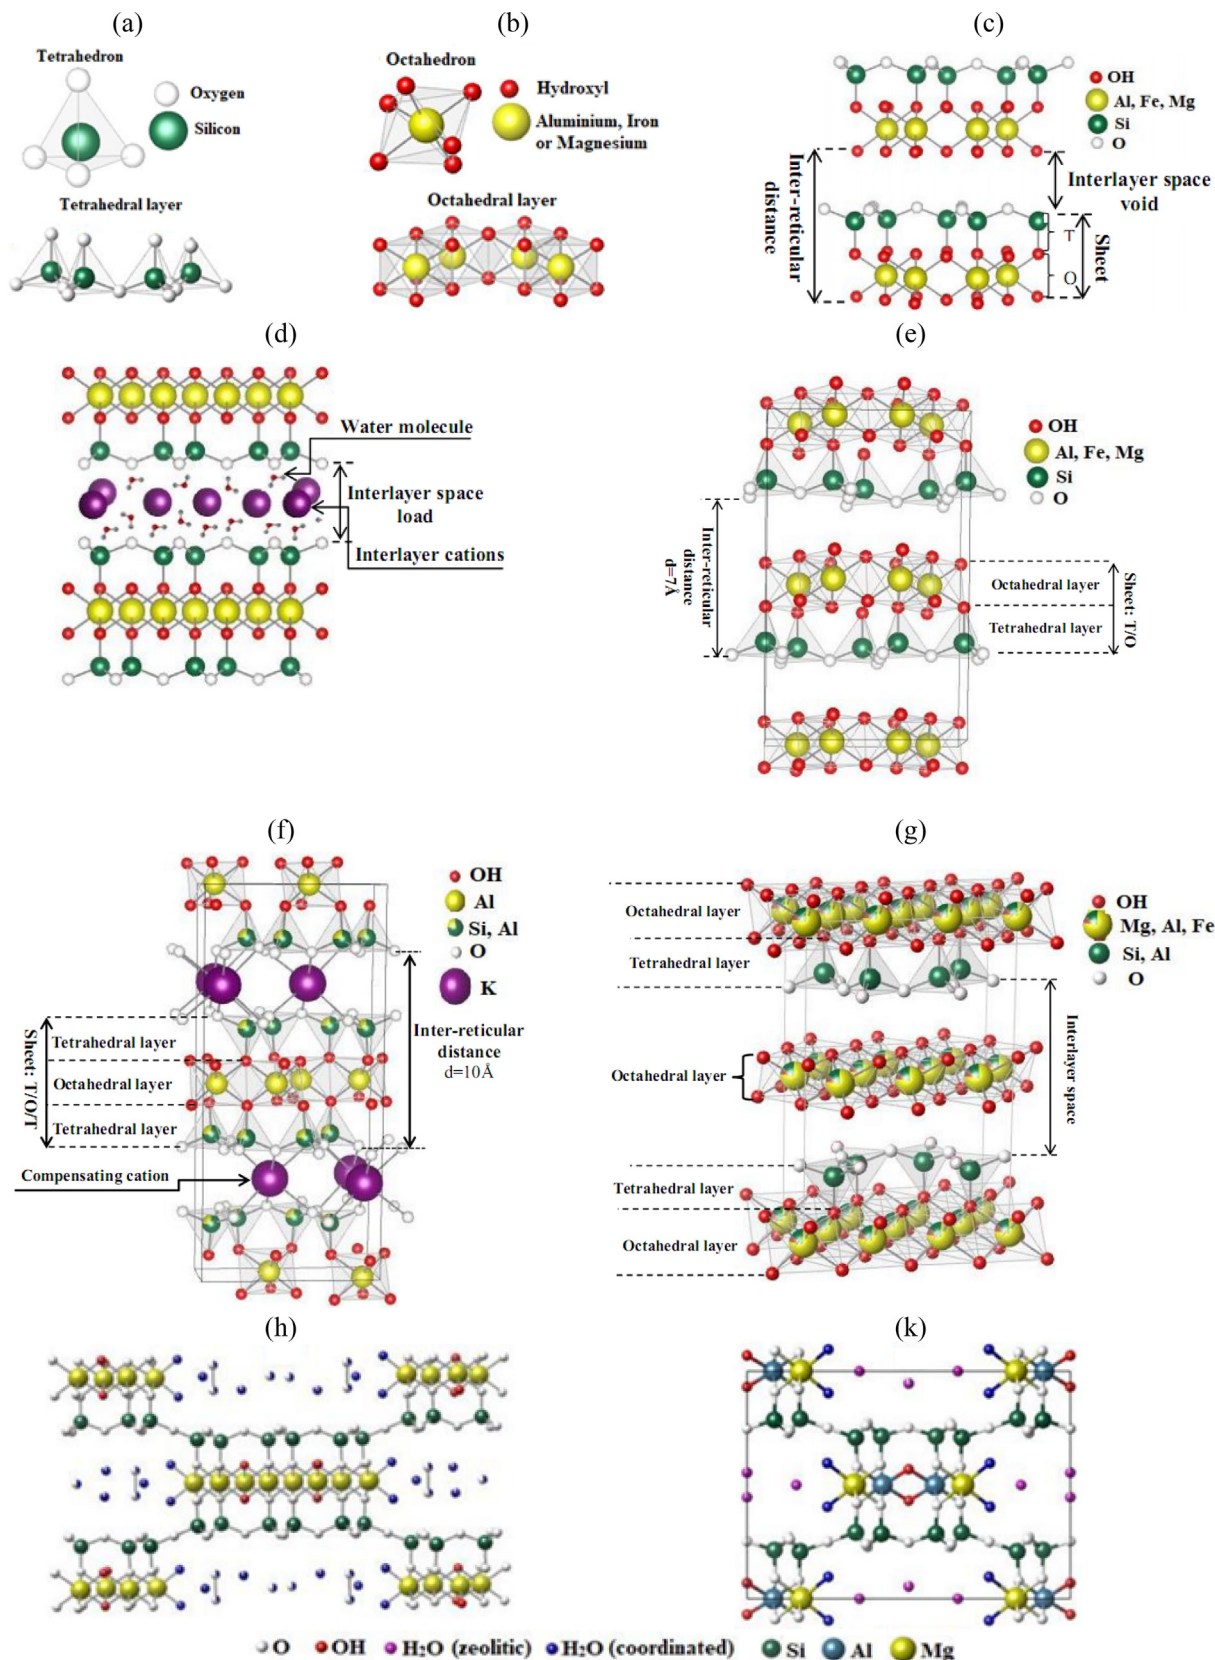 (a)
Tetrahedron
Oxygen
Silicon
Tetrahedral layer
(b)
Octahedron
Hydroxyl
Aluminium, Iron
or Magnesium
Octahedral layer
(c)
OH
Al, Fe, Mg
Si
O
Inter-reticular
distance
Interlayer space
void
T
O
Sheet
(d)
Water molecule
Interlayer space
load
Interlayer cations
(e)
OH
Al, Fe, Mg
Si
O
Inter-reticular
distance
d=7Å
Octahedral layer
Tetrahedral layer
Sheet: T/O
(f)
OH
Al
Si, Al
O
K
Inter-reticular
distance
d=10Å
Sheet: T/O/T
Tetrahedral layer
Octahedral layer
Tetrahedral layer
Compensating cation
(g)
Octahedral layer
Tetrahedral layer
Octahedral layer
Tetrahedral layer
Octahedral layer
OH
Mg, Al, Fe
Si, Al
O
Interlayer space
(h)
(k)
O
OH
H₂O (zeolitic)
H₂O (coordinated)
Si
Al
Mg